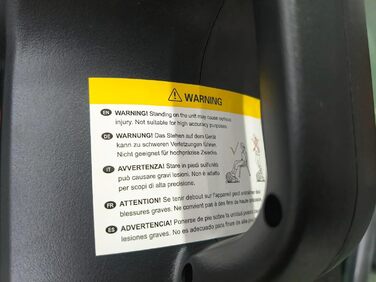 WARNING
EN WARNING! Standing on the unit may cause serious
injury. Not suitable for high accuracy purposes.
DE WARNUNG! Das Stehen auf dem Gerät
kann zu schweren Verletzungen führen.
Nicht geeignet für hochpräzise Zwecke.
IT AVVERTENZA! Stare in piedi sull'unità
può causare gravi lesioni. Non è adatto
per scopi di alta precisione.
FR ATTENTION! Se tenir debout sur l'appareil peut entraîner des
blessures graves. Ne convient pas à des fins de haute précision.
ES ADVERTENCIA! Ponerse de pie sobre la unidad puede
lesiones graves. No es adecuado para fines de alta